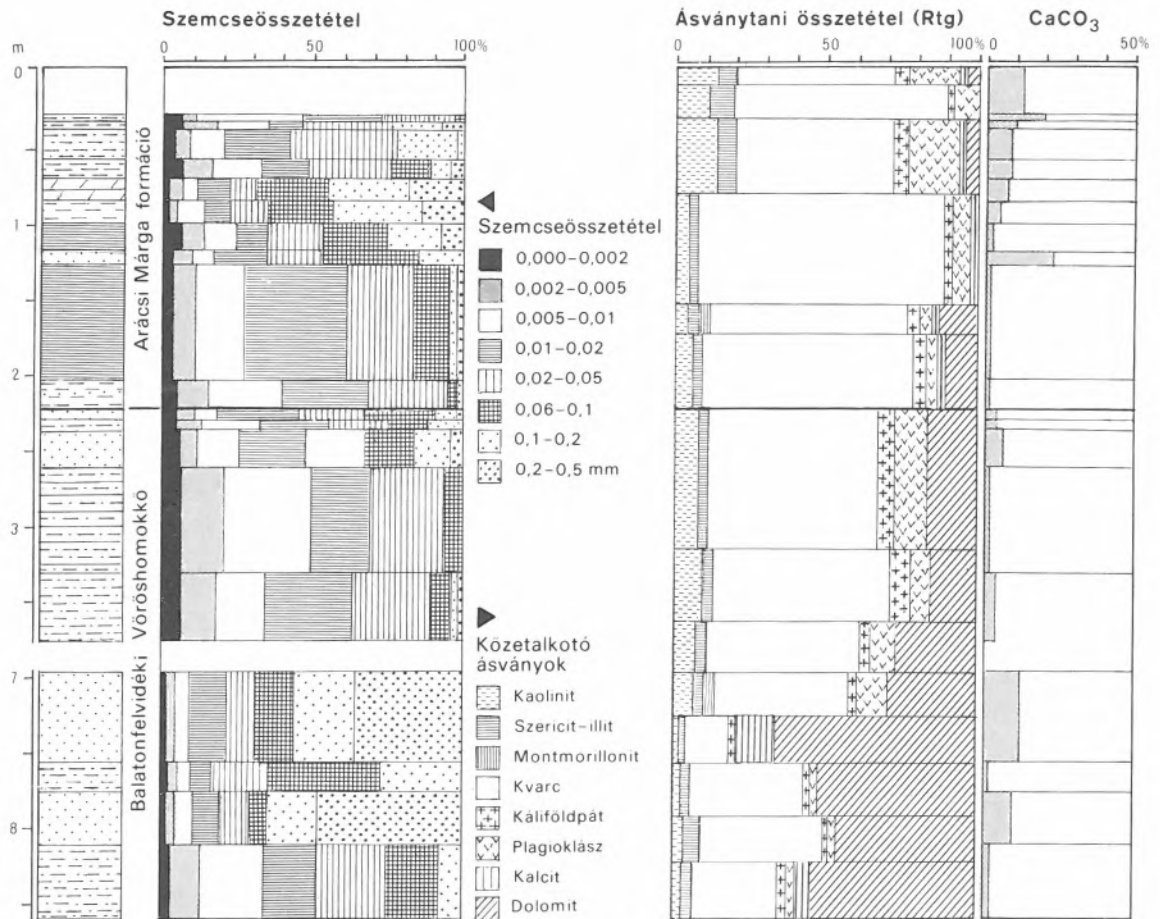 Szemcseösszetétel
Ásványtani összetétel (Rtg)
CaCO3
m
0 50 100%
0 50 100%
0 50%
0
1
2
3
7
8
Arácsi Márga formáció
Balatonfelvidéki Vöröshomokkő
Szemcseösszetétel
0,000–0,002
0,002–0,005
0,005–0,01
0,01–0,02
0,02–0,05
0,06–0,1
0,1–0,2
0,2–0,5 mm
Közetalkotó
ásványok
Kaolinit
Szericit–illit
Montmorillonit
Kvarc
Káliföldpát
Plagioklász
Kalcit
Dolomit